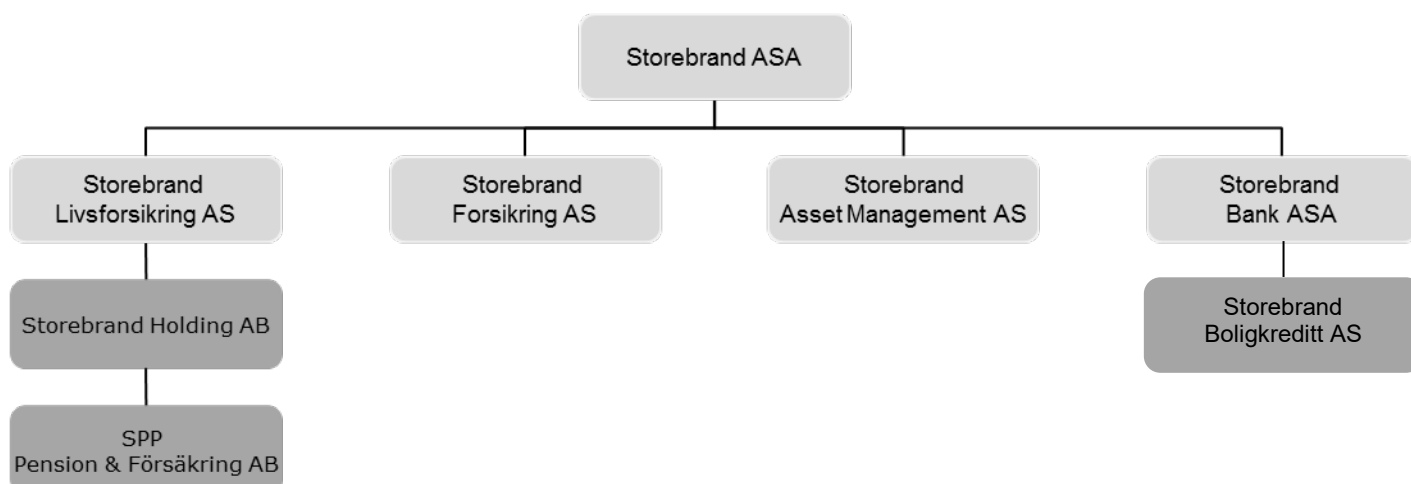 Storebrand ASA
Storebrand
Livsforsikring AS
Storebrand
Forsikring AS
Storebrand
Asset Management AS
Storebrand
Bank ASA
Storebrand Holding AB
Storebrand
Boligkreditt AS
SPP
Pension & Försäkring AB